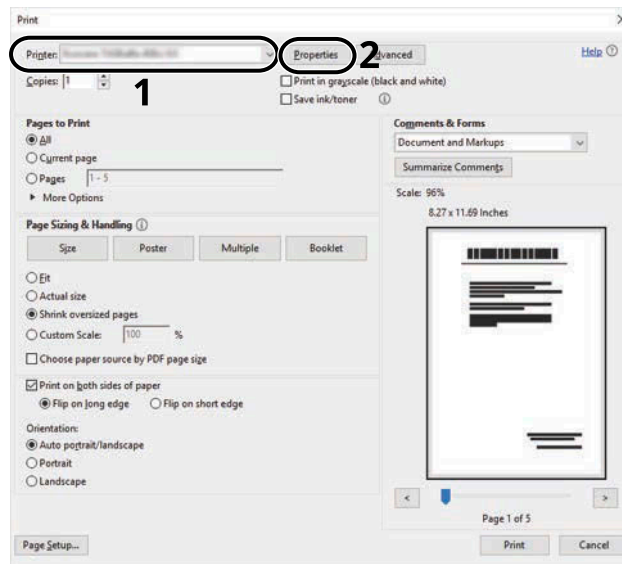 Print
Printer: Properties 2 Advanced Help
Copies: 1 1 Print in grayscale (black and white)
Save ink/toner
Pages to Print Comments & Forms
All Document and Markups
Current page Summarize Comments
Pages 1 - 5
More Options Scale: 96%
8.27 x 11.69 Inches
Page Sizing & Handling
Size Poster Multiple Booklet
Fit
Actual size
Shrink oversized pages
Custom Scale: 100 %
Choose paper source by PDF page size
Print on both sides of paper
Flip on long edge Flip on short edge
Orientation:
Auto portrait/landscape
Portrait
Landscape
< >
Page 1 of 5
Page Setup... Print Cancel